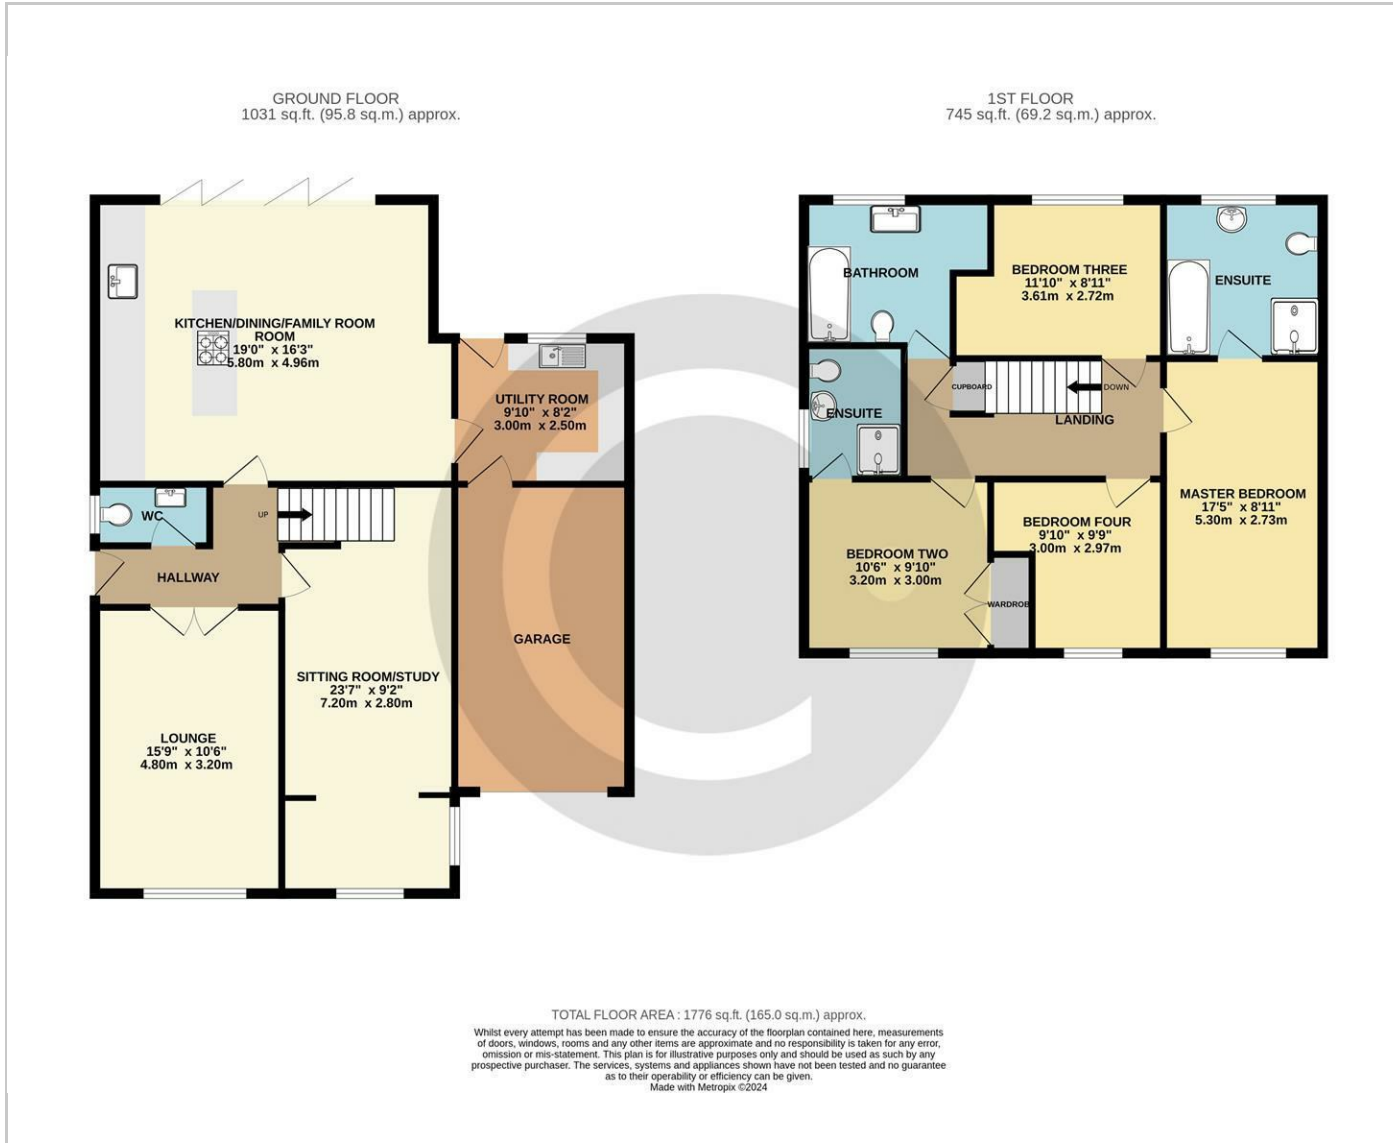 GROUND FLOOR
1031 sq.ft. (95.8 sq.m.) approx.
KITCHEN/DINING/FAMILY ROOM
ROOM
19'0" x 16'3"
5.80m x 4.96m
UTILITY ROOM
9'10" x 8'2"
3.00m x 2.50m
WC
UP
HALLWAY
GARAGE
SITTING ROOM/STUDY
23'7" x 9'2"
7.20m x 2.80m
LOUNGE
15'9" x 10'6"
4.80m x 3.20m
1ST FLOOR
745 sq.ft. (69.2 sq.m.) approx.
BATHROOM
BEDROOM THREE
11'10" x 8'11"
3.61m x 2.72m
ENSUITE
CUPBOARD
DOWN
ENSUITE
LANDING
MASTER BEDROOM
17'5" x 8'11"
5.30m x 2.73m
BEDROOM FOUR
9'10" x 9'9"
3.00m x 2.97m
BEDROOM TWO
10'6" x 9'10"
3.20m x 3.00m
WARDROB
TOTAL FLOOR AREA : 1776 sq.ft. (165.0 sq.m.) approx.
Whilst every attempt has been made to ensure the accuracy of the floorplan contained here, measurements
of doors, windows, rooms and any other items are approximate and no responsibility is taken for any error,
omission or mis-statement. This plan is for illustrative purposes only and should be used as such by any
prospective purchaser. The services, systems and appliances shown have not been tested and no guarantee
as to their operability or efficiency can be given.
Made with Metropix ©2024